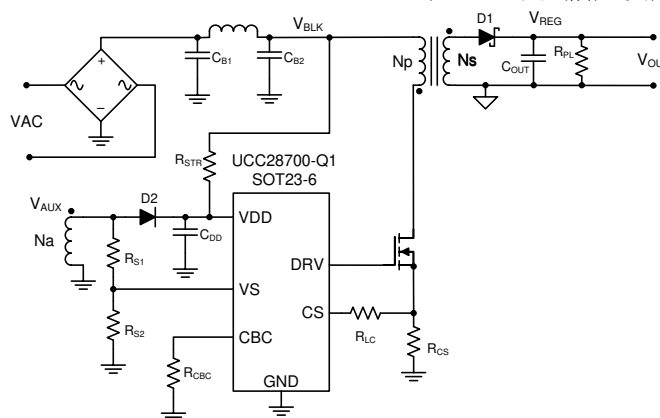 VBLK
D1
VREG
+
CB1
CB2
Np
Ns
COUT
RPL
VOU
−
VAC
RSTR
UCC28700-Q1
SOT23-6
VAUX
D2
VDD
Na
RS1
CDD
DRV
VS
CS
RS2
RLC
CBC
RCS
RCBC
GND